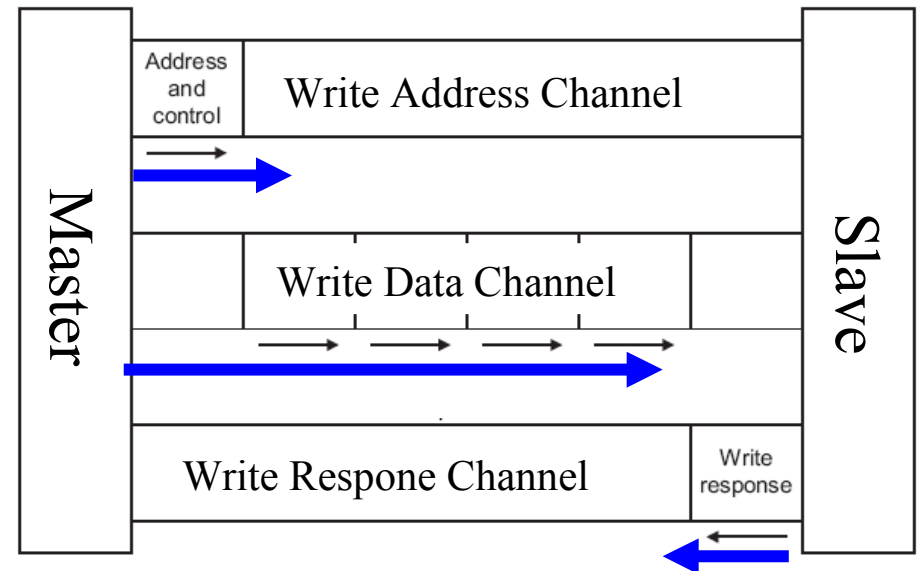 Master
Address
and
control
Write Address Channel
Write Data Channel
Write Respone Channel
Write
response
Slave